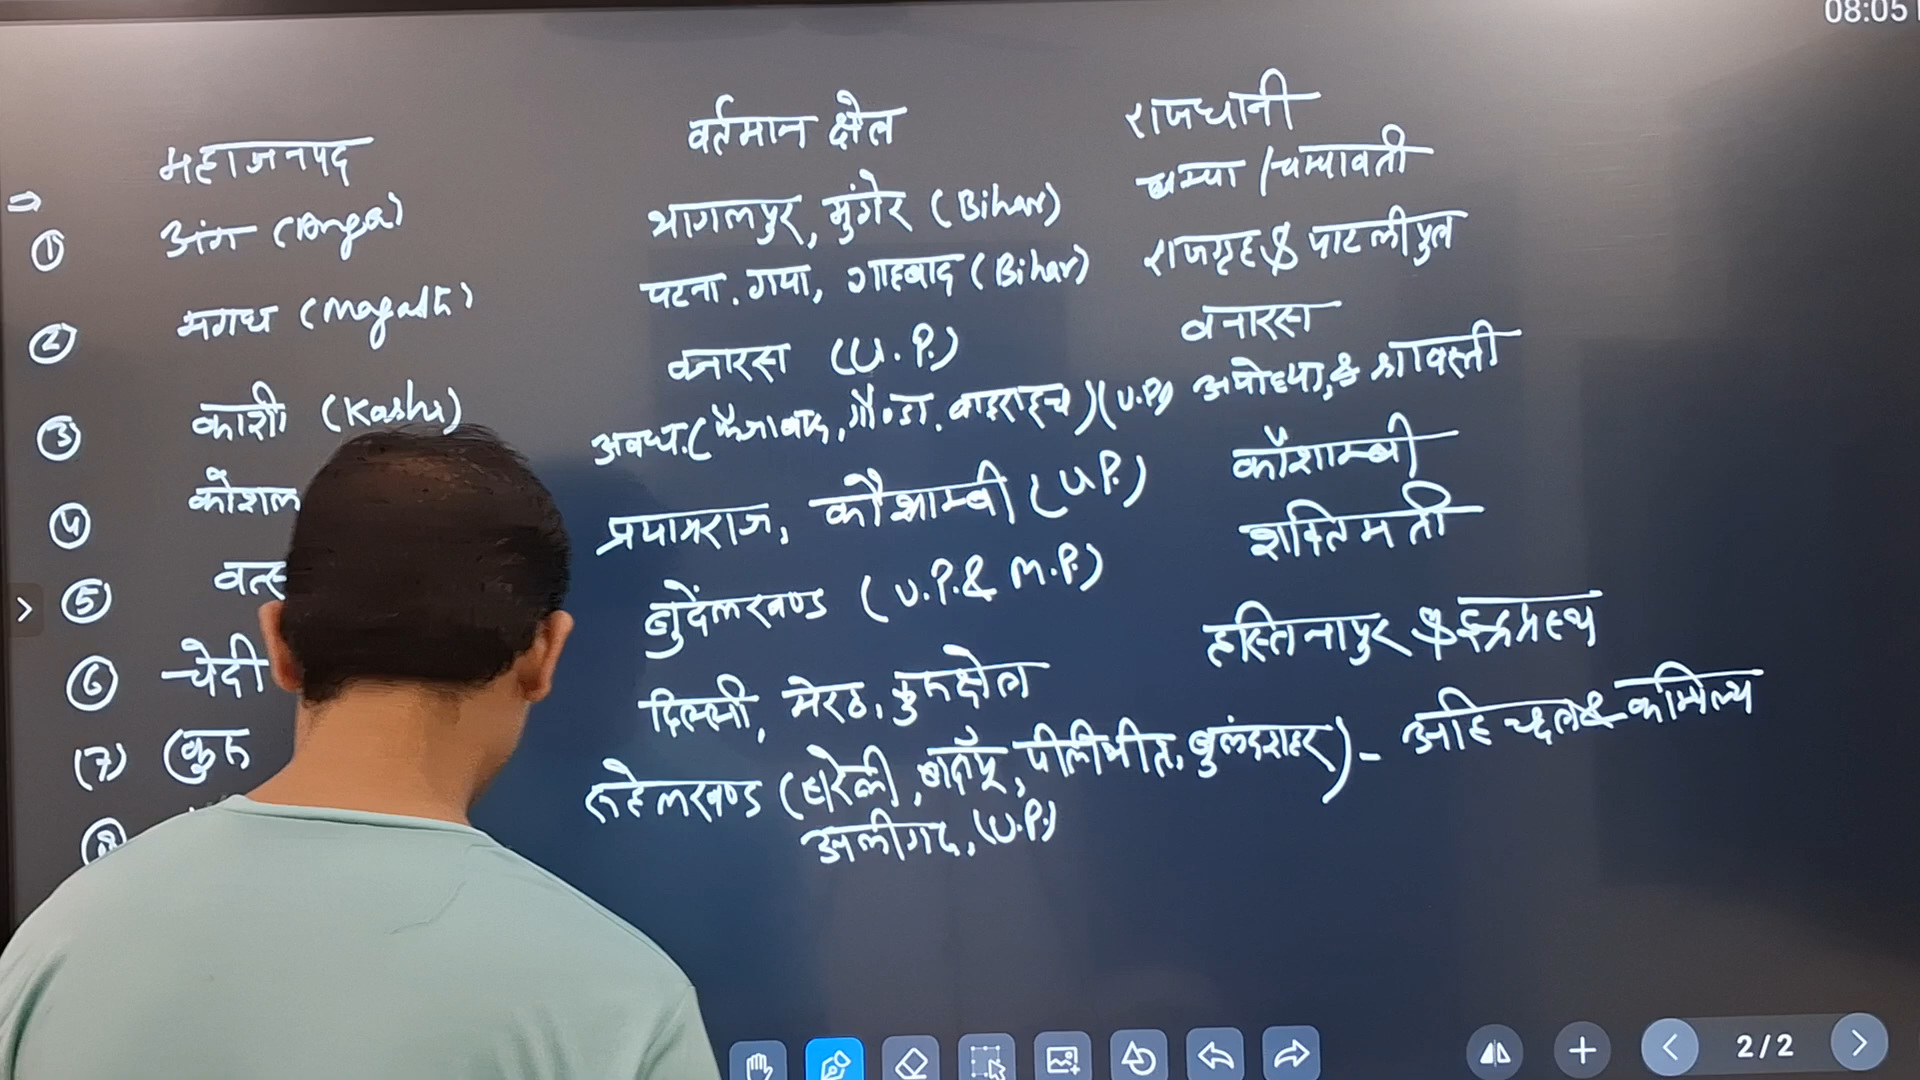 08:05
महाजनपद वर्तमान क्षेत्र राजधानी
① अंग (Anga) भागलपुर, मुंगेर (Bihar) चम्पा / चम्पावती
② मगध पटना, गया, शाहबाद (Bihar) राजगृह & पाटलीपुत्र
③ काशी (Kashi) बनारस (U.P.) बनारस
④ कोशल अवध (फैजाबाद, गौण्डा, बाहराइच) (U.P) अयोध्या, & श्रावस्ती
⑤ वत्स प्रयागराज, कौशाम्बी (U.P.) कौशाम्बी
⑥ चेदी बुंदेलखण्ड (U.P. & M.P.) शक्तिमती
(7) कुरु दिल्ली, मेरठ, कुरुक्षेत्र हस्तिनापुर & इन्द्रप्रस्थ
⑧ रुहेलखण्ड (बरेली, बदाँयू, पीलीभीत, बुलंदशहर) - अहिच्छत्र & काम्पिल्य
अलीगढ, (U.P.)
2/2